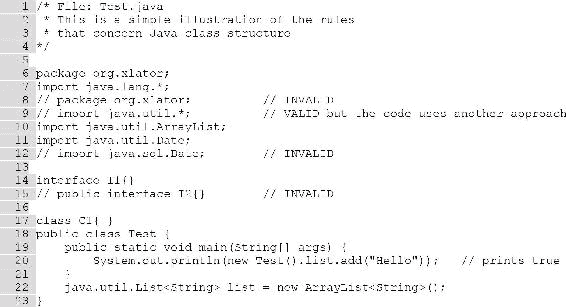 1 /* File: Test.java
2 * This is a simple illustration of the rules
3 * that concern Java class structure
4 */
5
6 package org.xlator;
7 import java.lang.*;
8 // package org.xlator; // INVALID
9 // import java.util.*; // VALID but the code uses another approach
10 import java.util.ArrayList;
11 import java.util.Date;
12 // import java.sql.Date; // INVALID
13
14 interface I1{}
15 // public interface I2{} // INVALID
16
17 class C1{ }
18 public class Test {
19 public static void main(String[] args) {
20 System.out.println(new Test().list.add("Hello")); // prints true
21 }
22 java.util.List<String> list = new ArrayList<String>();
23 }